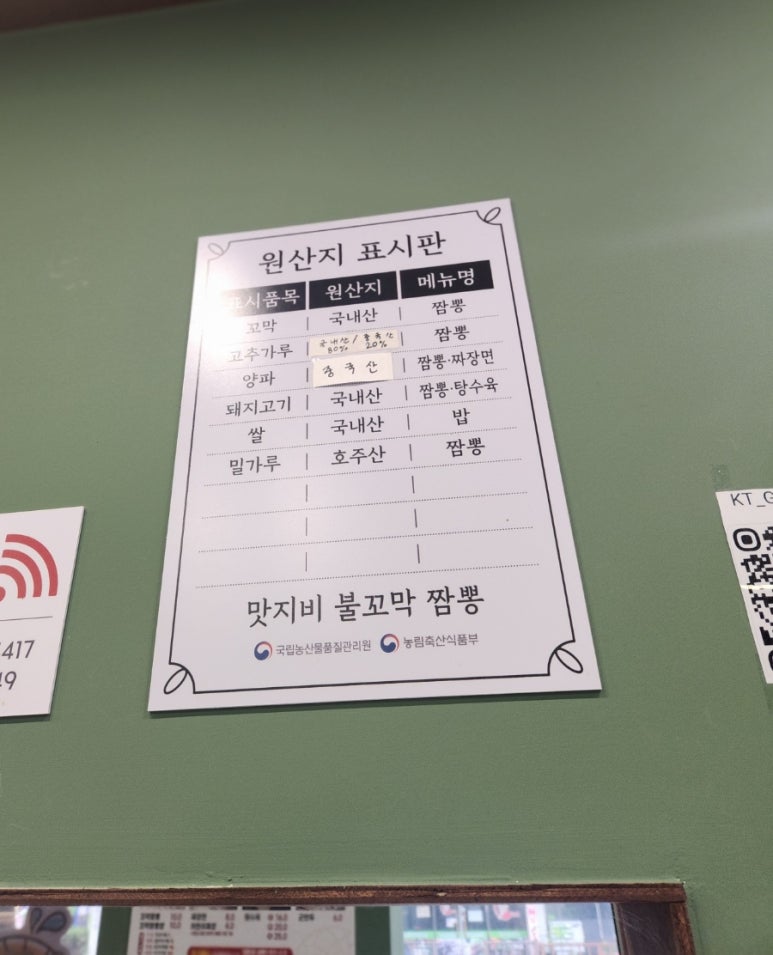 원산지 표시판
표시품목 원산지 메뉴명
꼬막 국내산 짬뽕
고추가루 국내산/중국산 80% 20% 짬뽕
양파 중국산 짬뽕·짜장면
돼지고기 국내산 짬뽕·탕수육
쌀 국내산 밥
밀가루 호주산 짬뽕
맛지비 불꼬막 짬뽕
국립농산물품질관리원 농림축산식품부
417
49
KT_G